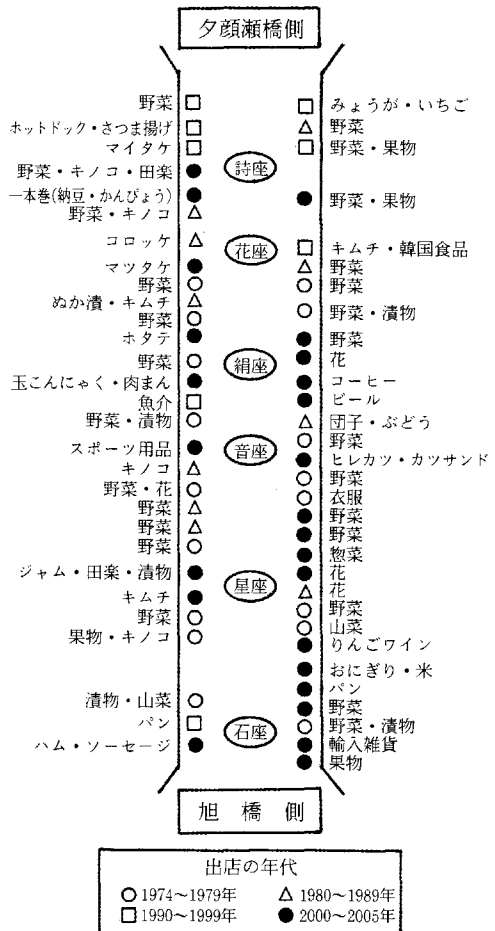 夕顔瀬橋側
野菜
ホットドック・さつま揚げ
マイタケ
野菜・キノコ・田楽
一本巻(納豆・かんぴょう)
野菜・キノコ
コロッケ
マツタケ
野菜
ぬか漬・キムチ
野菜
ホタテ
野菜
玉こんにゃく・肉まん
魚介
野菜・漬物
スポーツ用品
キノコ
野菜・花
野菜
野菜
野菜
ジャム・田楽・漬物
キムチ
野菜
果物・キノコ
漬物・山菜
パン
ハム・ソーセージ
詩座
花座
絹座
音座
星座
石座
みょうが・いちご
野菜
野菜・果物
野菜・果物
キムチ・韓国食品
野菜
野菜
野菜・漬物
野菜
花
コーヒー
ビール
団子・ぶどう
野菜
ヒレカツ・カツサンド
野菜
衣服
野菜
野菜
惣菜
花
花
野菜
山菜
りんごワイン
おにぎり・米
パン
野菜
野菜・漬物
輸入雑貨
果物
旭橋側
出店の年代
○ 1974〜1979年 △ 1980〜1989年
□ 1990〜1999年 ● 2000〜2005年